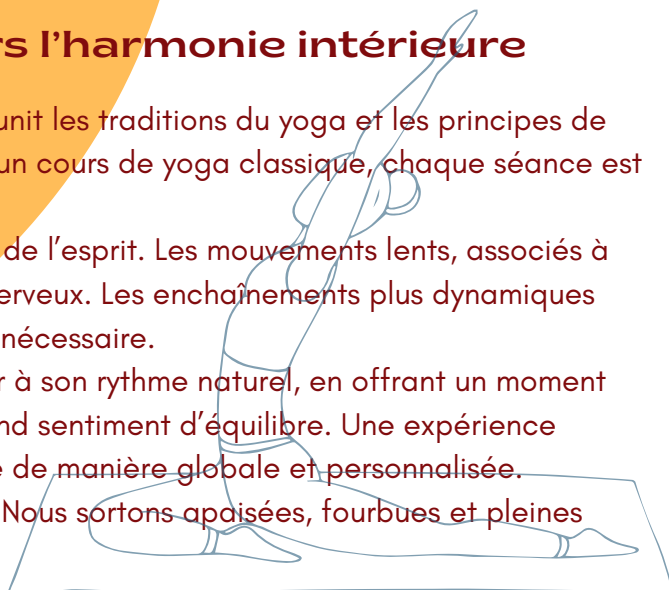 rs l’harmonie intérieure
unit les traditions du yoga et les principes de
un cours de yoga classique, chaque séance est
de l’esprit. Les mouvements lents, associés à
erveux. Les enchaînements plus dynamiques
nécessaire.
r à son rythme naturel, en offrant un moment
nd sentiment d’équilibre. Une expérience
e de manière globale et personnalisée.
Nous sortons apaisées, fourbues et pleines